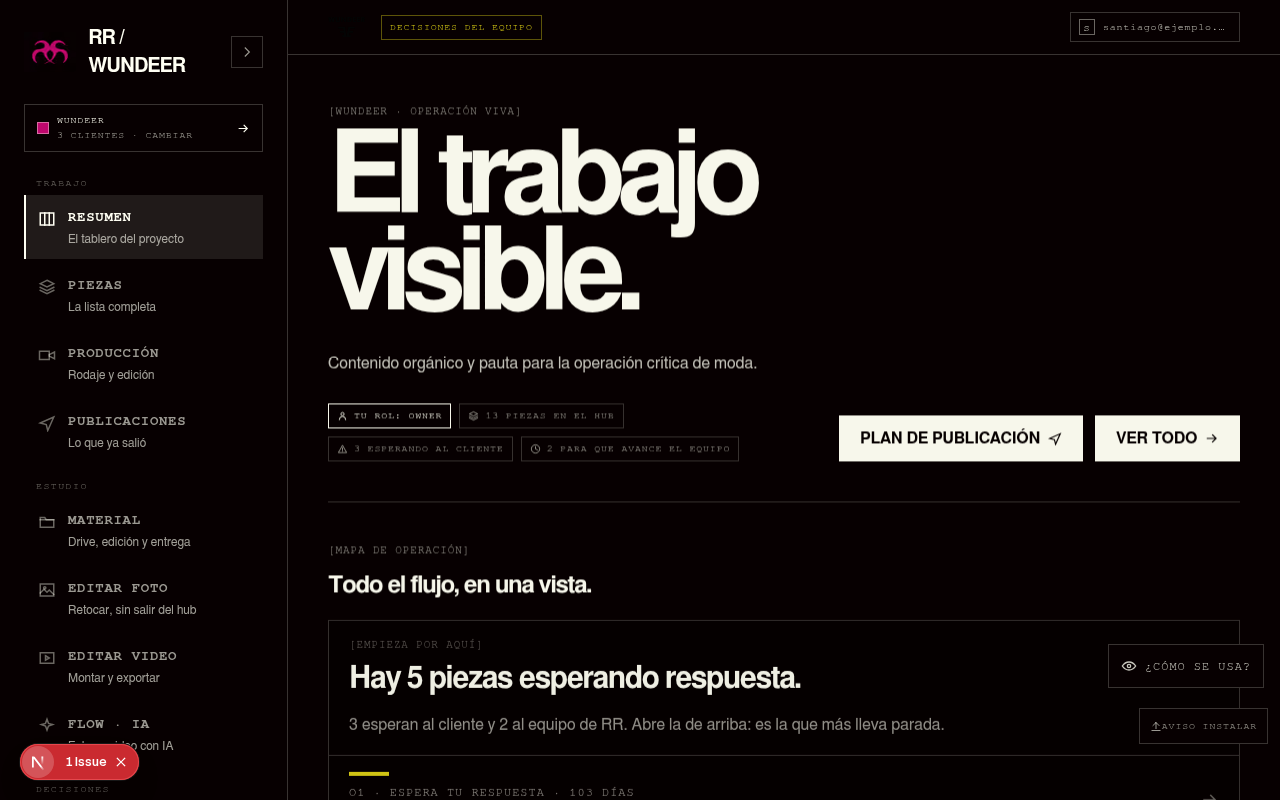 RR /
WUNDEER
WUNDEER
3 CLIENTES · CAMBIAR
TRABAJO
RESUMEN
El tablero del proyecto
PIEZAS
La lista completa
PRODUCCIÓN
Rodaje y edición
PUBLICACIONES
Lo que ya salió
ESTUDIO
MATERIAL
Drive, edición y entrega
EDITAR FOTO
Retocar, sin salir del hub
EDITAR VIDEO
Montar y exportar
FLOW · IA
con IA
N 1 Issue
DECISIONES
DECISIONES DEL EQUIPO
s santiago@ejemplo.…
[WUNDEER · OPERACIÓN VIVA]
El trabajo
visible.
Contenido orgánico y pauta para la operación critica de moda.
TU ROL: OWNER
13 PIEZAS EN EL HUB
3 ESPERANDO AL CLIENTE
2 PARA QUE AVANCE EL EQUIPO
PLAN DE PUBLICACIÓN
VER TODO
[MAPA DE OPERACIÓN]
Todo el flujo, en una vista.
[EMPIEZA POR AQUÍ]
Hay 5 piezas esperando respuesta.
3 esperan al cliente y 2 al equipo de RR. Abre la de arriba: es la que más lleva parada.
01 · ESPERA TU RESPUESTA · 103 DÍAS
¿CÓMO SE USA?
AVISO INSTALAR